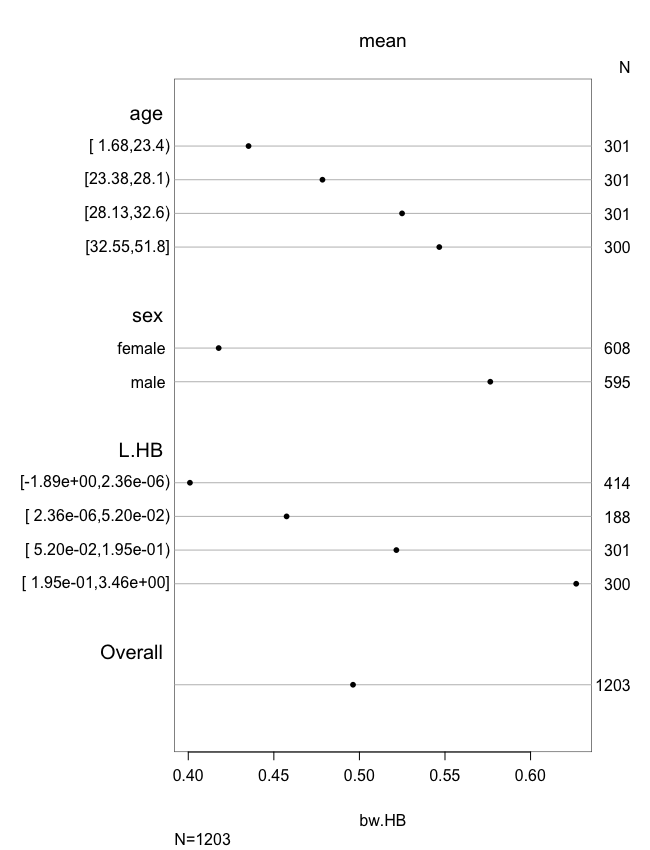 mean
N
age
[ 1.68,23.4) 301
[23.38,28.1) 301
[28.13,32.6) 301
[32.55,51.8] 300
sex
female 608
male 595
L.HB
[-1.89e+00,2.36e-06) 414
[ 2.36e-06,5.20e-02) 188
[ 5.20e-02,1.95e-01) 301
[ 1.95e-01,3.46e+00] 300
Overall
1203
0.40 0.45 0.50 0.55 0.60
bw.HB
N=1203